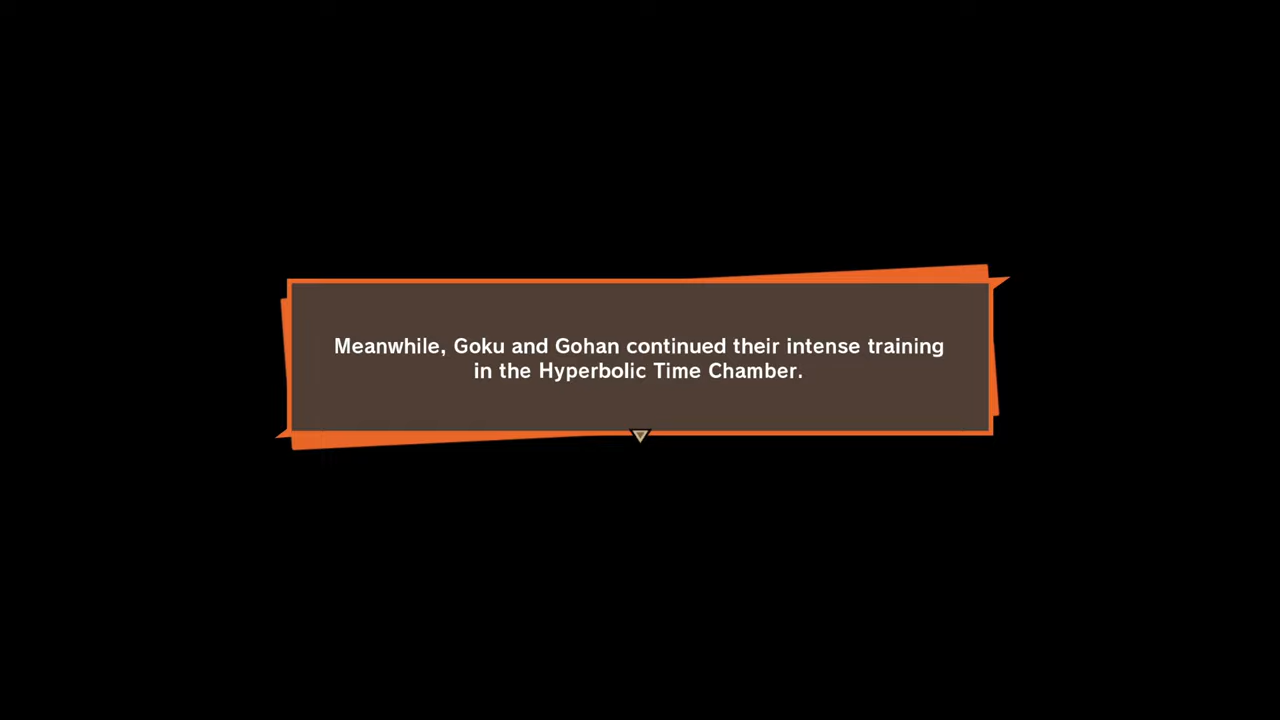 Meanwhile, Goku and Gohan continued their intense training
in the Hyperbolic Time Chamber.